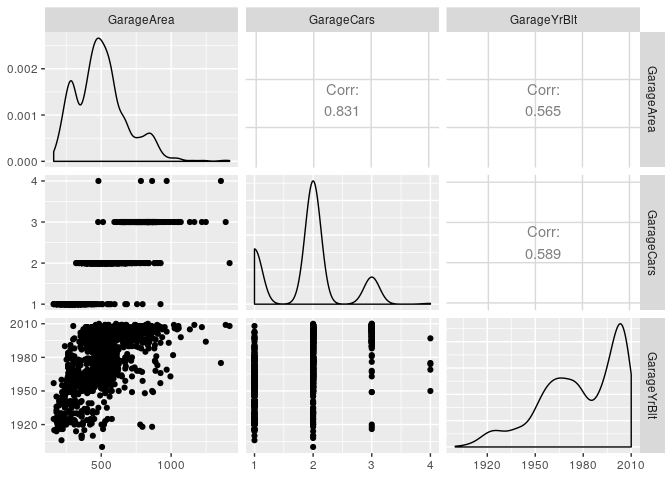 GarageArea GarageCars GarageYrBlt
0.002
0.001
0.000
Corr:
0.831
Corr:
0.565
GarageArea
4
3
2
1
Corr:
0.589
GarageCars
2010
1980
1950
1920
GarageYrBlt
500 1000 1 2 3 4 1920 1950 1980 2010